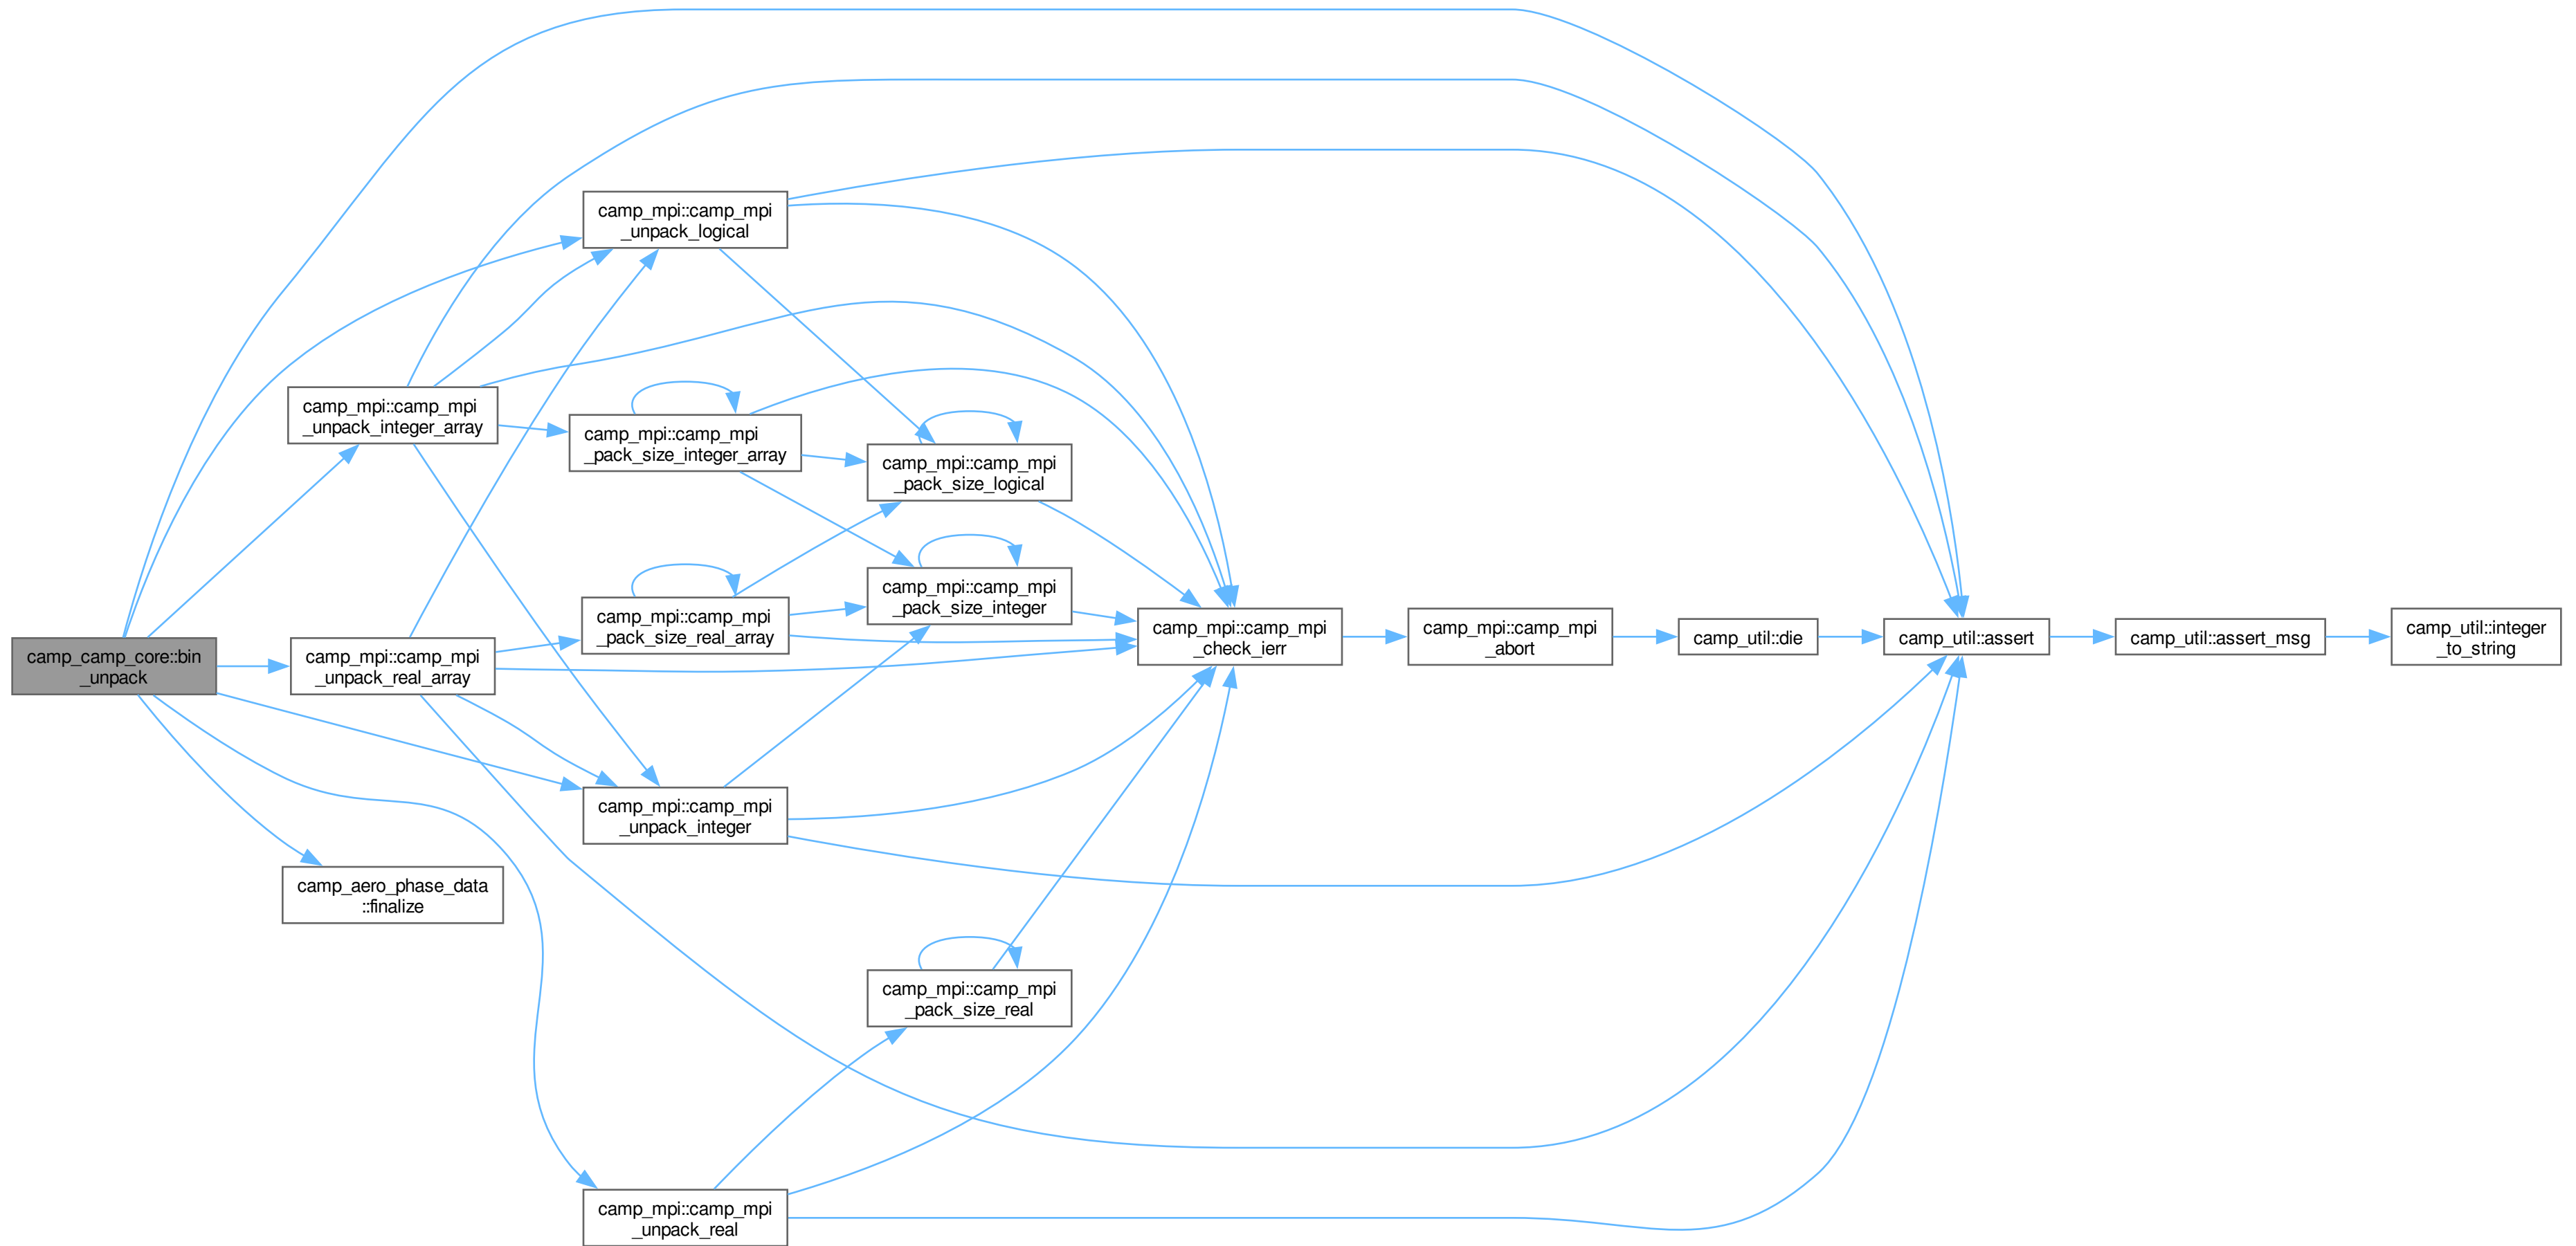 camp_mpi::camp_mpi
_unpack_logical
camp_mpi::camp_mpi
_unpack_integer_array
camp_mpi::camp_mpi
_pack_size_integer_array
camp_mpi::camp_mpi
_pack_size_logical
camp_mpi::camp_mpi
_pack_size_integer
camp_mpi::camp_mpi
_pack_size_real_array
camp_camp_core::bin
_unpack
camp_mpi::camp_mpi
_unpack_real_array
camp_mpi::camp_mpi
_check_ierr
camp_mpi::camp_mpi
_abort
camp_util::die
camp_util::assert
camp_util::assert_msg
camp_util::integer
_to_string
camp_mpi::camp_mpi
_unpack_integer
camp_aero_phase_data
::finalize
camp_mpi::camp_mpi
_pack_size_real
camp_mpi::camp_mpi
_unpack_real